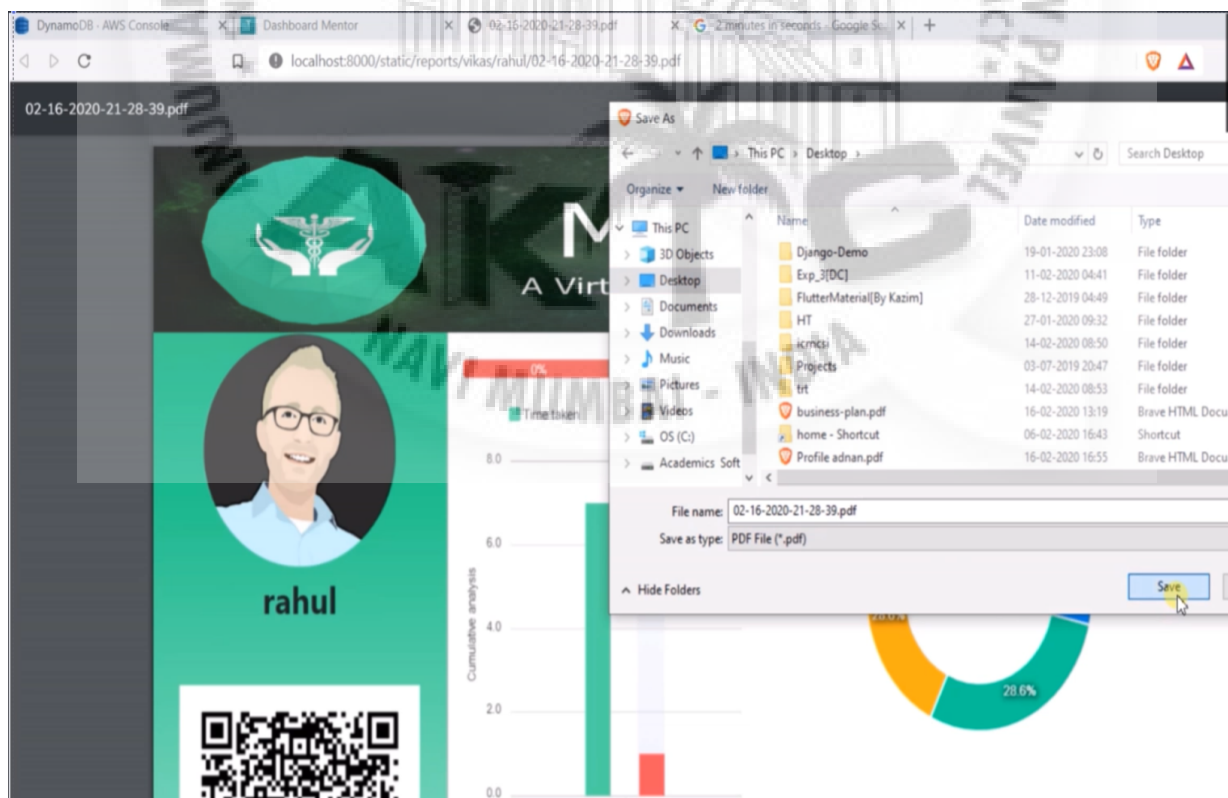 DynamoDB - AWS Console
Dashboard Mentor
02-16-2020-21-28-39.pdf
2 minutes in seconds - Google Se
localhost:8000/static/reports/vikas/rahul/02-16-2020-21-28-39.pdf
02-16-2020-21-28-39.pdf
M
A Virt
rahul
0%
Time taken
Cumulative analysis
8.0
6.0
4.0
2.0
0.0
28.6%
Save As
This PC > Desktop >
Search Desktop
Organize
New folder
This PC
3D Objects
Desktop
Documents
Downloads
Music
Pictures
Videos
OS (C:)
Academics Soft
Name Date modified Type
Django-Demo 19-01-2020 23:08 File folder
Exp_3[DC] 11-02-2020 04:41 File folder
FlutterMaterial[By Kazim] 28-12-2019 04:49 File folder
HT 27-01-2020 09:32 File folder
icmcsi 14-02-2020 08:50 File folder
Projects 03-07-2019 20:47 File folder
trt 14-02-2020 08:53 File folder
business-plan.pdf 16-02-2020 13:19 Brave HTML Docu
home - Shortcut 06-02-2020 16:43 Shortcut
Profile adnan.pdf 16-02-2020 16:55 Brave HTML Docu
File name: 02-16-2020-21-28-39.pdf
Save as type: PDF File (*.pdf)
Hide Folders
Save
AIKTC
NAVI MUMBAI - INDIA
PANVEL